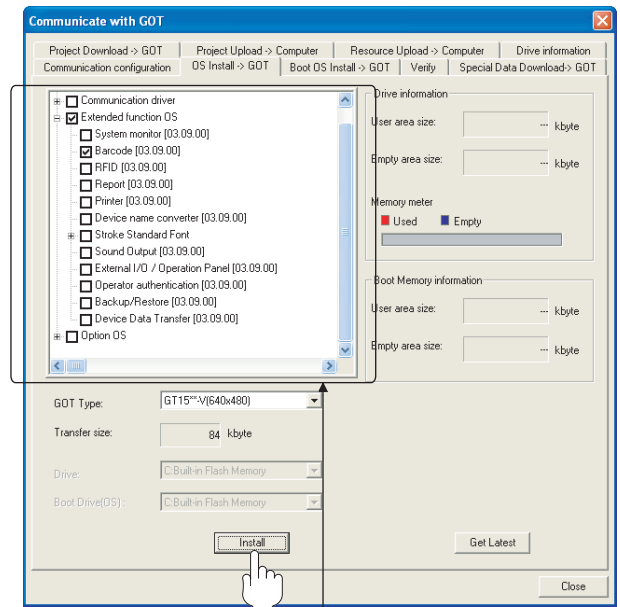 Communicate with GOT
Project Download -> GOT
Project Upload -> Computer
Resource Upload -> Computer
Drive information
Communication configuration
OS Install -> GOT
Boot OS Install -> GOT
Verify
Special Data Download-> GOT
Communication driver
Extended function OS
System monitor [03.09.00]
Barcode [03.09.00]
RFID [03.09.00]
Report [03.09.00]
Printer [03.09.00]
Device name converter [03.09.00]
Stroke Standard Font
Sound Output [03.09.00]
External I/O / Operation Panel [03.09.00]
Operator authentication [03.09.00]
Backup/Restore [03.09.00]
Device Data Transfer [03.09.00]
Option OS
Drive information
User area size: --- kbyte
Empty area size: --- kbyte
Memory meter
Used Empty
Boot Memory information
User area size: --- kbyte
Empty area size: --- kbyte
GOT Type: GT15**-V(640x480)
Transfer size: 84 kbyte
Drive: C:Built-in Flash Memory
Boot Drive(OS) : C:Built-in Flash Memory
Install
Get Latest
Close